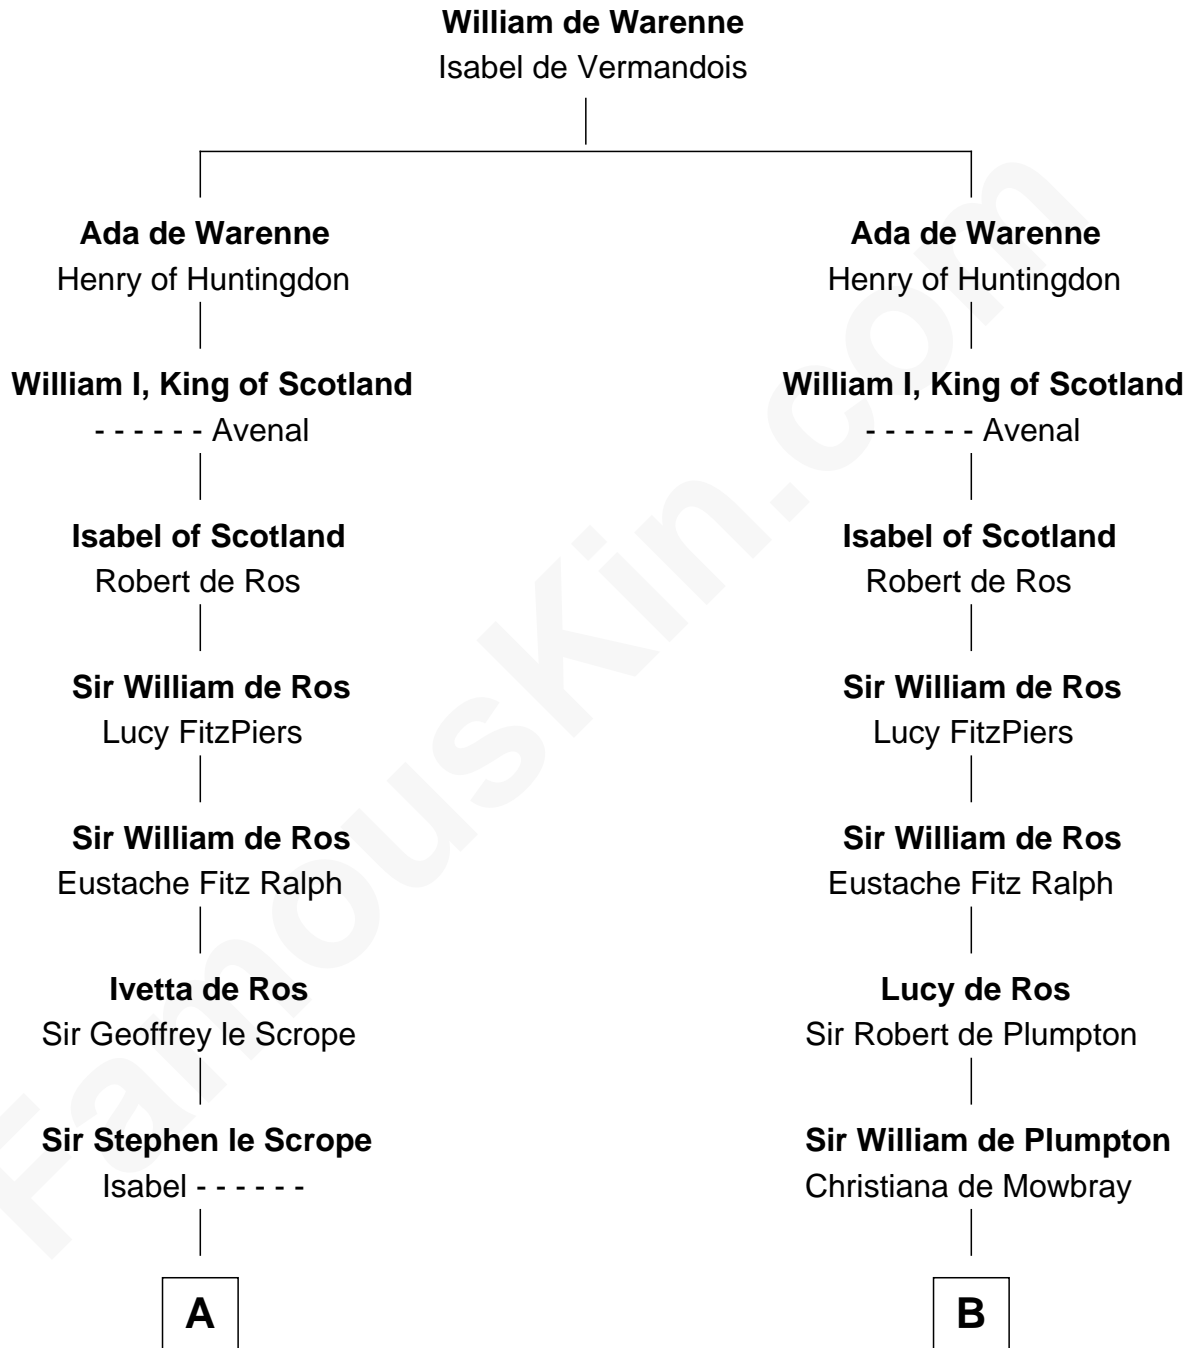 William de Warenne
Isabel de Vermandois
Ada de Warenne
Henry of Huntingdon
Ada de Warenne
Henry of Huntingdon
William I, King of Scotland
- - - - - - Avenal
William I, King of Scotland
- - - - - - Avenal
Isabel of Scotland
Robert de Ros
Isabel of Scotland
Robert de Ros
Sir William de Ros
Lucy FitzPiers
Sir William de Ros
Lucy FitzPiers
Sir William de Ros
Eustache Fitz Ralph
Sir William de Ros
Eustache Fitz Ralph
Ivetta de Ros
Sir Geoffrey le Scrope
Lucy de Ros
Sir Robert de Plumpton
Sir Stephen le Scrope
Isabel - - - - - -
Sir William de Plumpton
Christiana de Mowbray
A
B
FamousKin.com